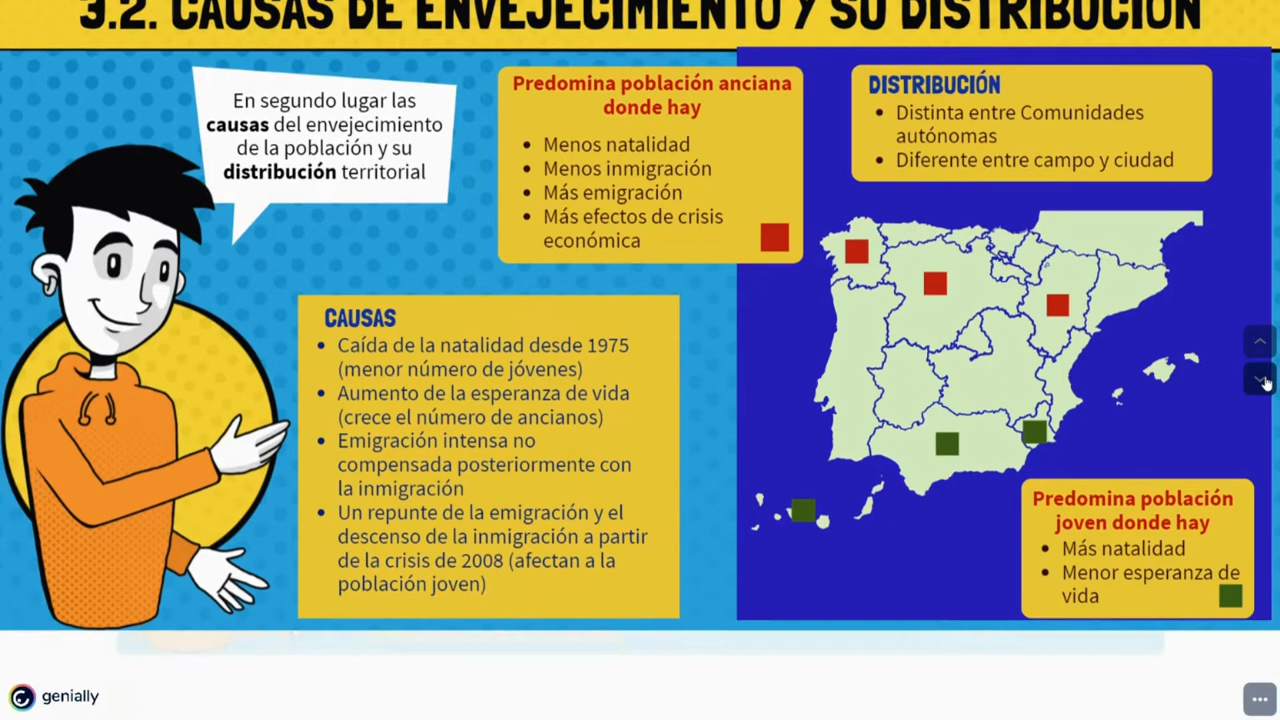 3.2. CAUSAS DE ENVEJECIMIENTO Y SU DISTRIBUCIÓN
En segundo lugar las
causas del envejecimiento
de la población y su
distribución territorial
Predomina población anciana
donde hay
• Menos natalidad
• Menos inmigración
• Más emigración
• Más efectos de crisis
económica
DISTRIBUCIÓN
• Distinta entre Comunidades
autónomas
• Diferente entre campo y ciudad
CAUSAS
• Caída de la natalidad desde 1975
(menor número de jóvenes)
• Aumento de la esperanza de vida
(crece el número de ancianos)
• Emigración intensa no
compensada posteriormente con
la inmigración
• Un repunte de la emigración y el
descenso de la inmigración a partir
de la crisis de 2008 (afectan a la
población joven)
Predomina población
joven donde hay
• Más natalidad
• Menor esperanza de
vida
genially